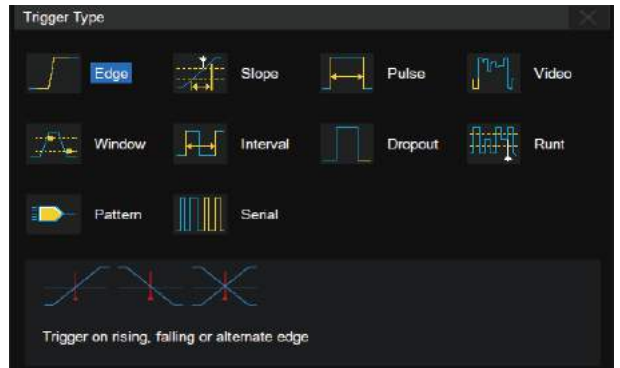 Trigger Type
Edge Slope Pulse Video
Window Interval Dropout Runt
Pattern Serial
Trigger on rising, falling or alternate edge